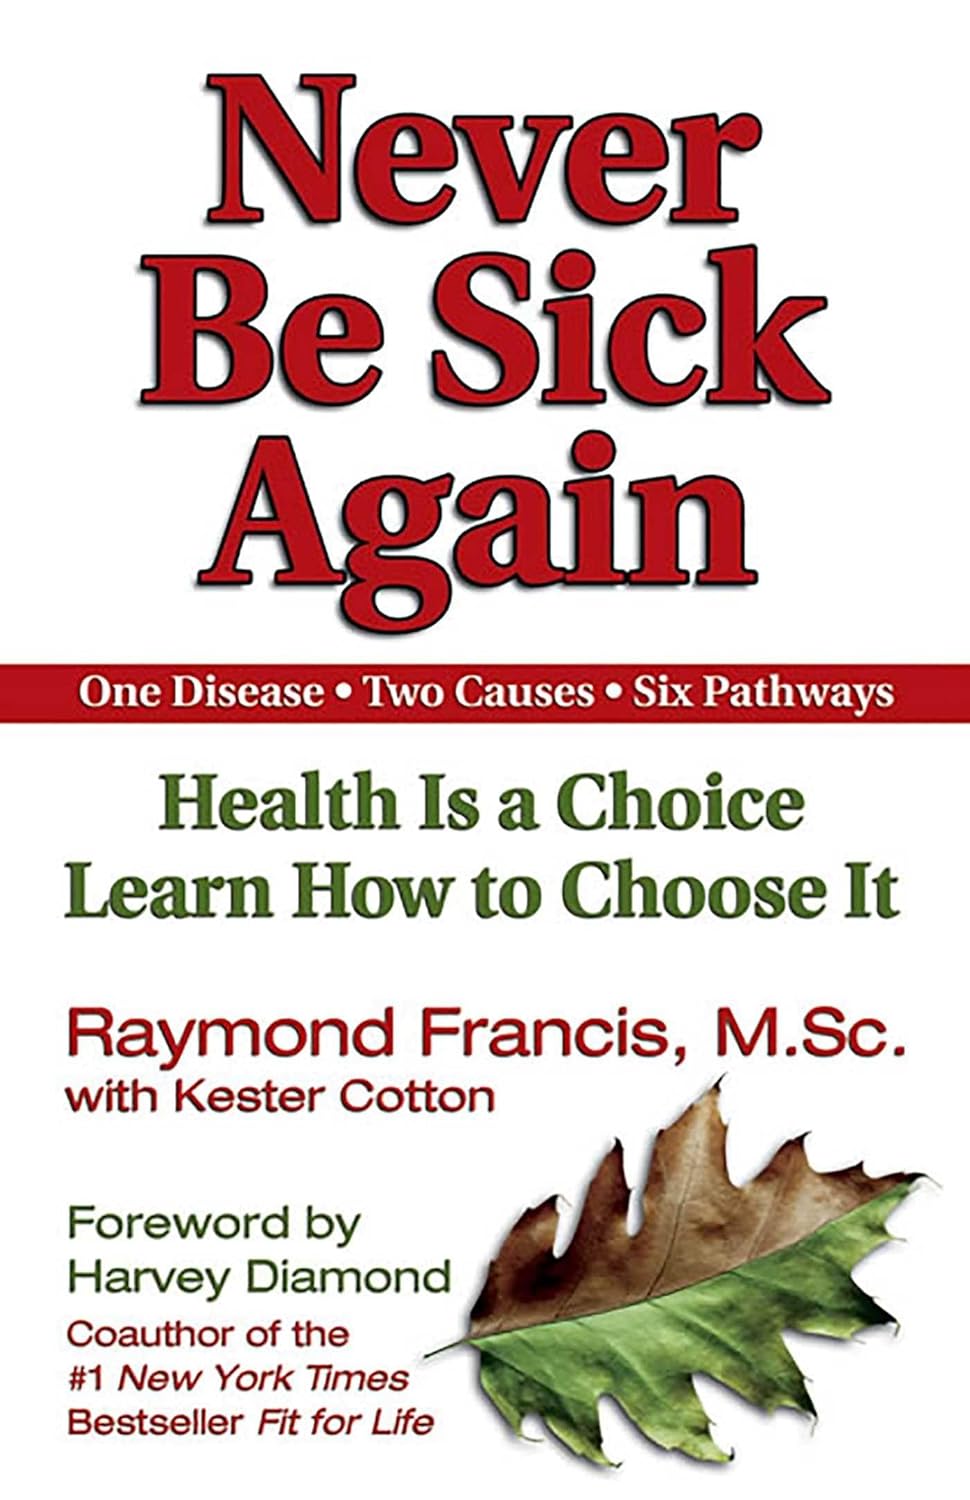 Never
Be Sick
Again
One Disease • Two Causes • Six Pathways
Health Is a Choice
Learn How to Choose It
Raymond Francis, M.Sc.
with Kester Cotton
Foreword by
Harvey Diamond
Coauthor of the
#1 New York Times
Bestseller Fit for Life